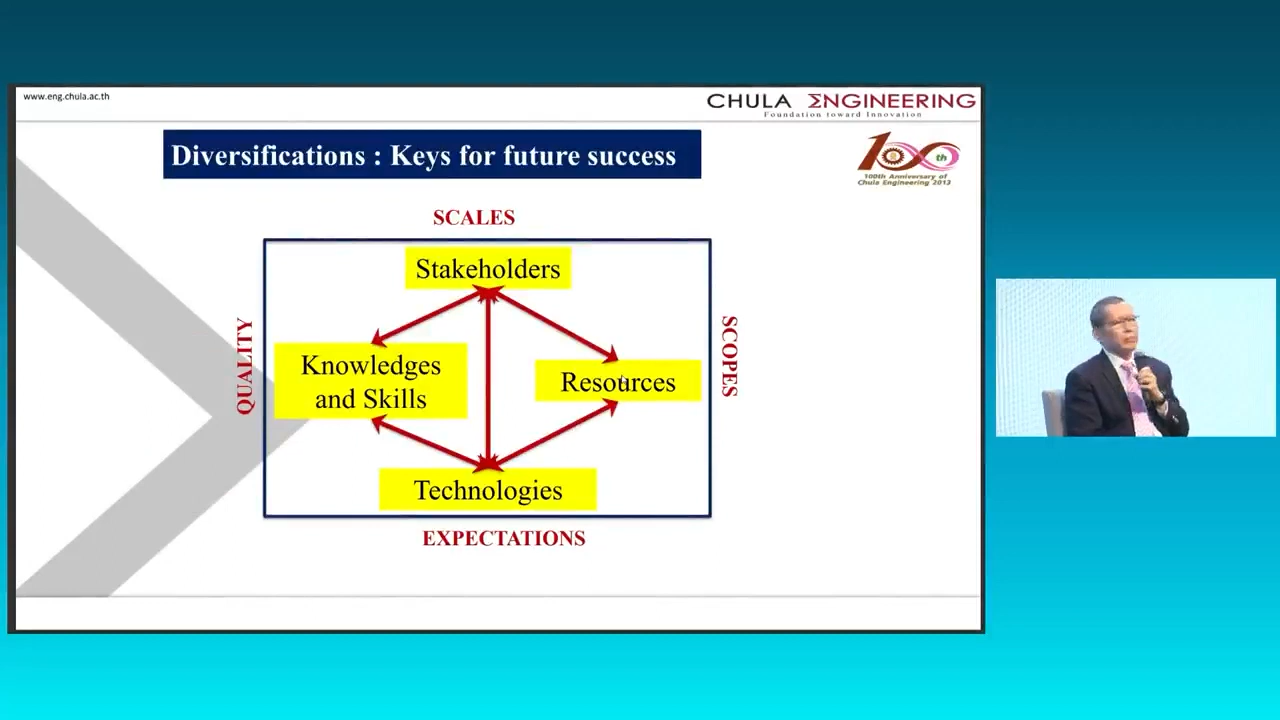 www.eng.chula.ac.th
CHULA ΣNGINEERING
Foundation toward Innovation
Diversifications : Keys for future success
100th
100th Anniversary of
Chula Engineering 2013
SCALES
Stakeholders
QUALITY
Knowledges
and Skills
Resources
SCOPES
Technologies
EXPECTATIONS